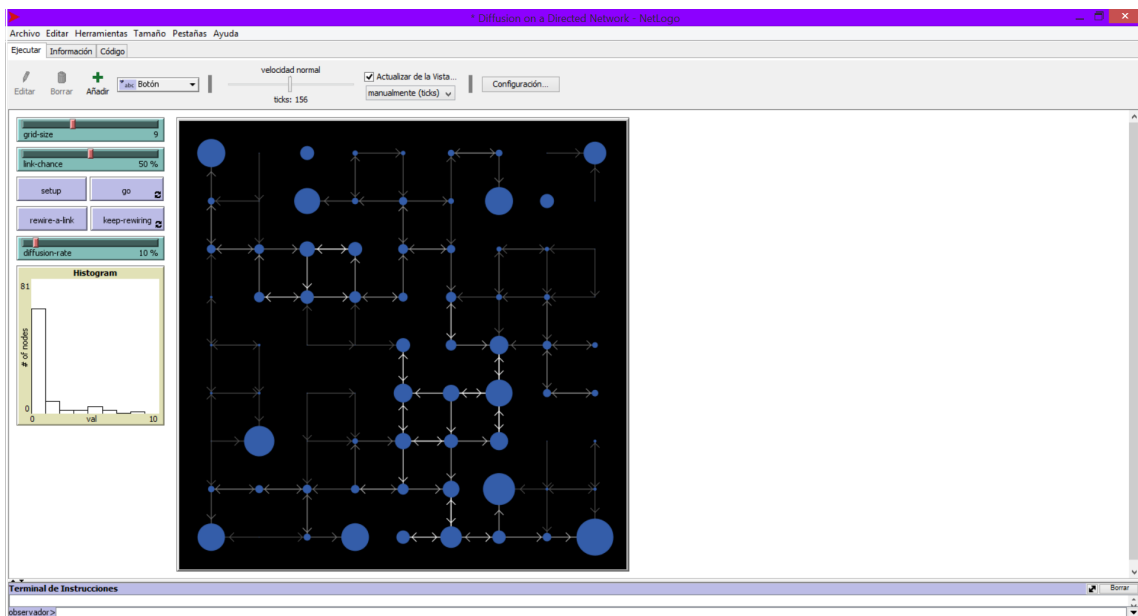 * Diffusion on a Directed Network - NetLogo
Archivo Editar Herramientas Tamaño Pestañas Ayuda
Ejecutar Información Código
Editar Borrar Añadir abc Botón velocidad normal ticks: 156 Actualizar de la Vista... manualmente (ticks) Configuración...
grid-size 9
link-chance 50 %
setup go
rewire-a-link keep-rewiring
diffusion-rate 10 %
Histogram
81
# of nodes
0
0 val 10
Terminal de Instrucciones Borrar
observador>